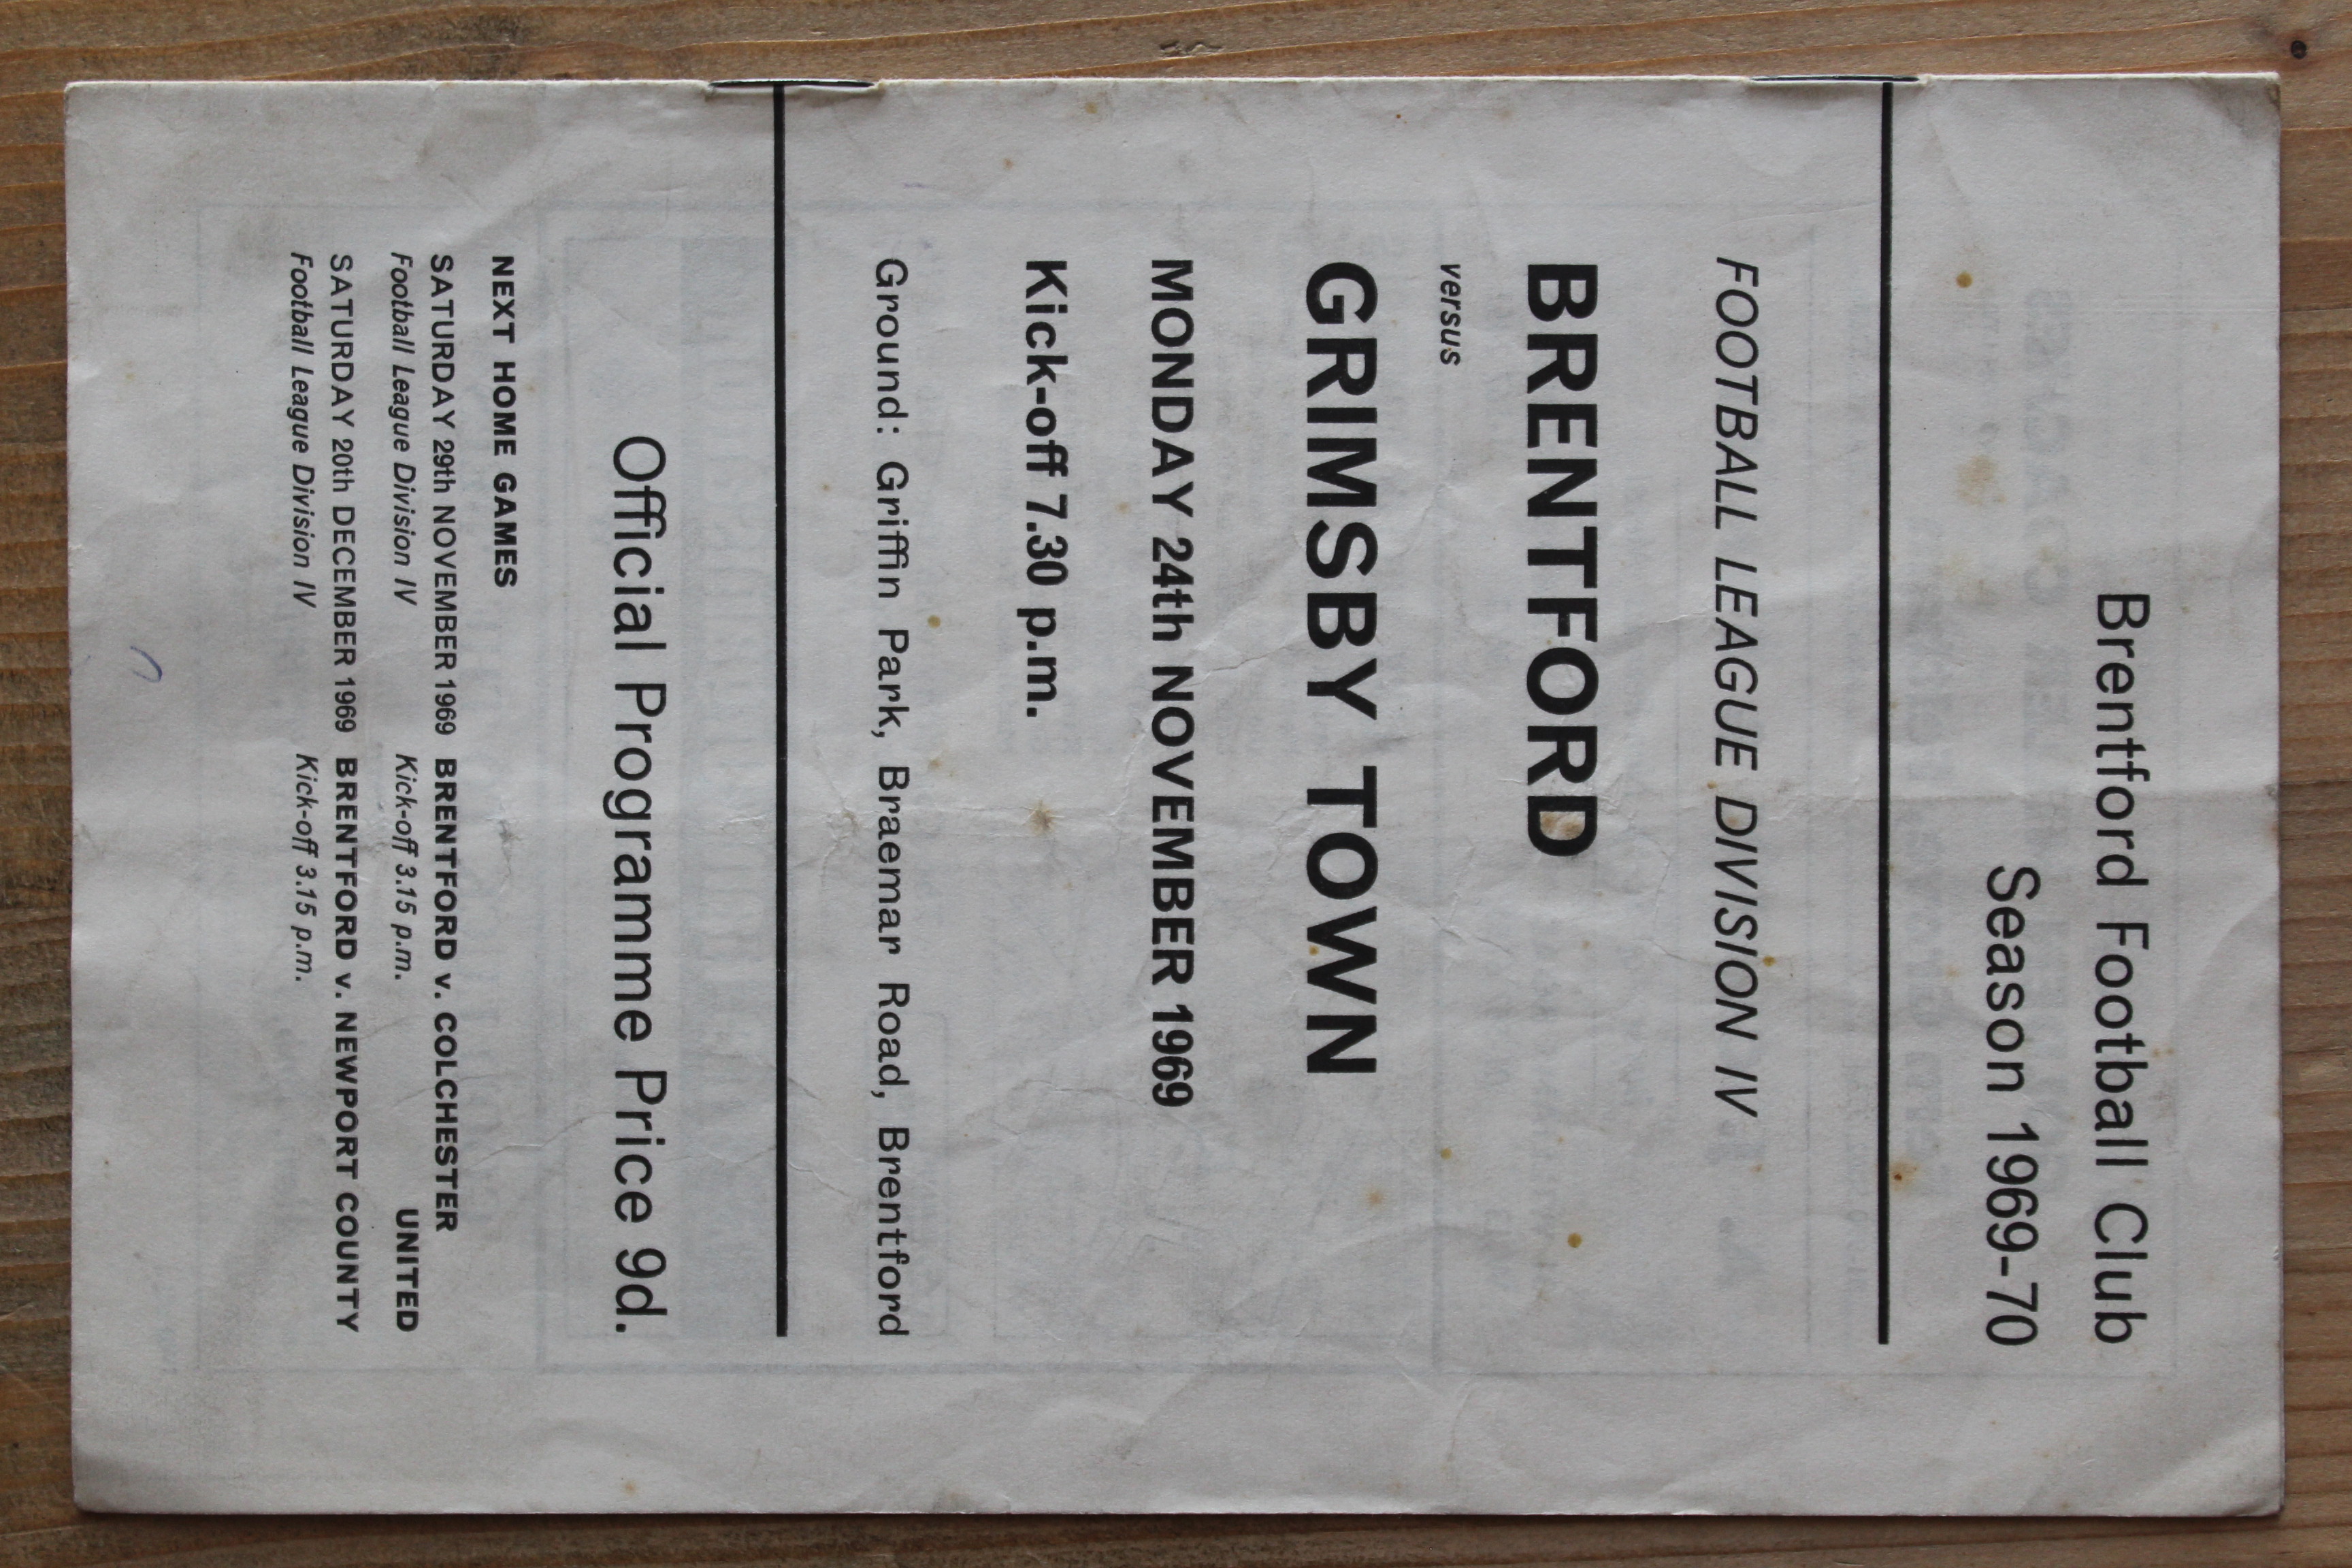 Brentford Football Club
Season 1969-70
FOOTBALL LEAGUE DIVISION IV
BRENTFORD
versus
GRIMSBY TOWN
MONDAY 24th NOVEMBER 1969
Kick-off 7.30 p.m.
Ground: Griffin Park, Braemar Road, Brentford
Official Programme Price 9d.
NEXT HOME GAMES
SATURDAY 29th NOVEMBER 1969 BRENTFORD v. COLCHESTER
Football League Division IV Kick-off 3.15 p.m. UNITED
SATURDAY 20th DECEMBER 1969 BRENTFORD v. NEWPORT COUNTY
Football League Division IV Kick-off 3.15 p.m.